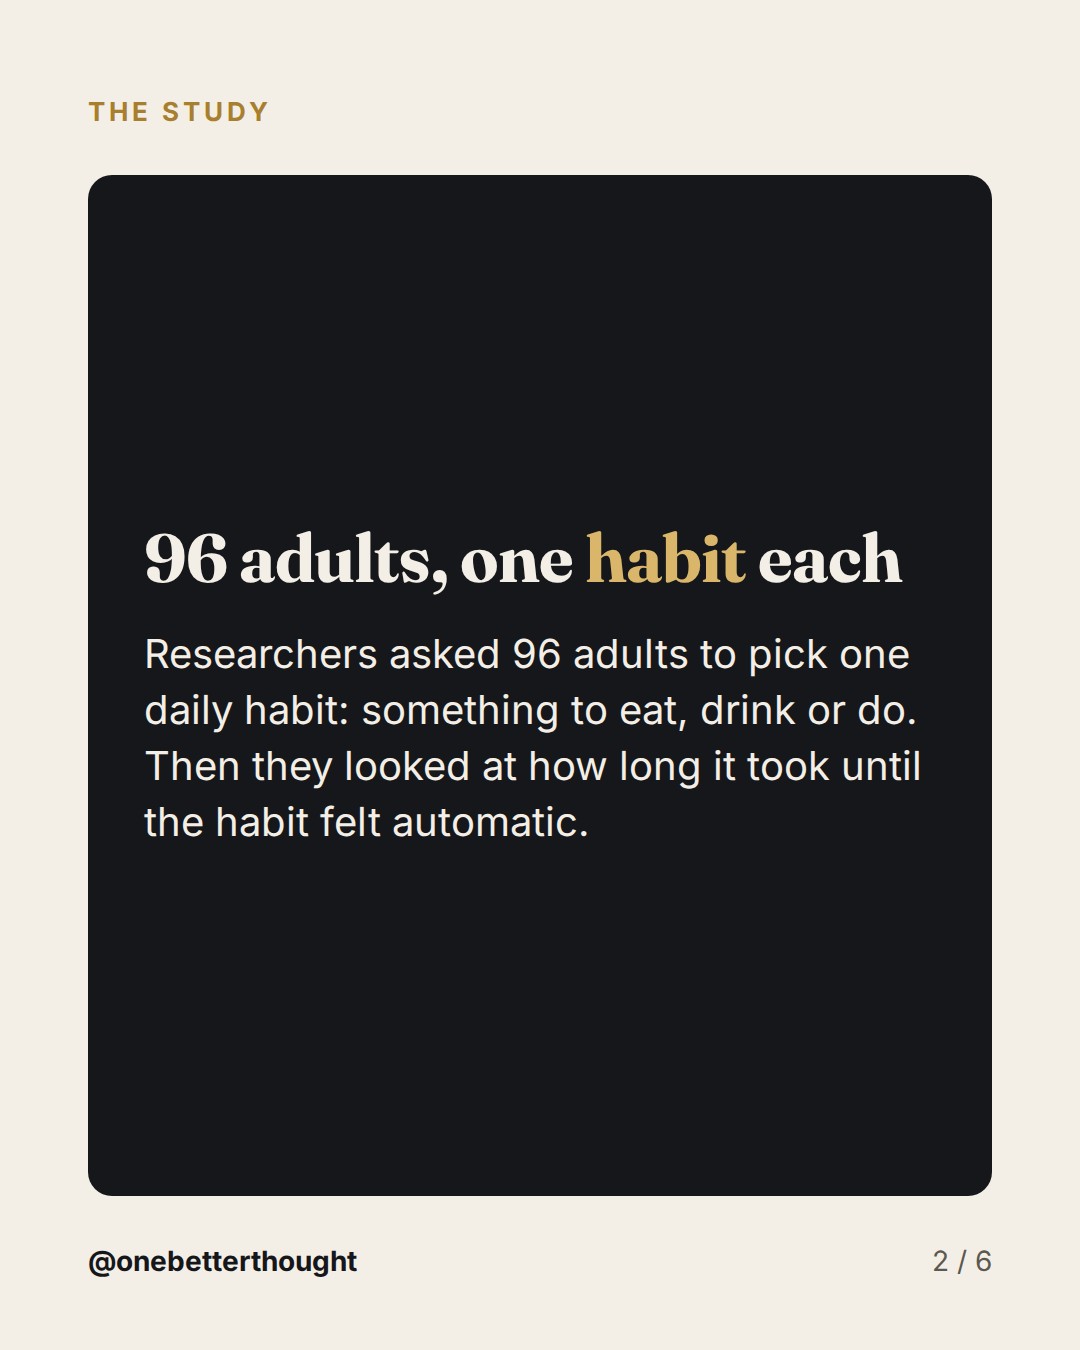 THE STUDY
96 adults, one habit each
Researchers asked 96 adults to pick one
daily habit: something to eat, drink or do.
Then they looked at how long it took until
the habit felt automatic.
@onebetterthought
2 / 6